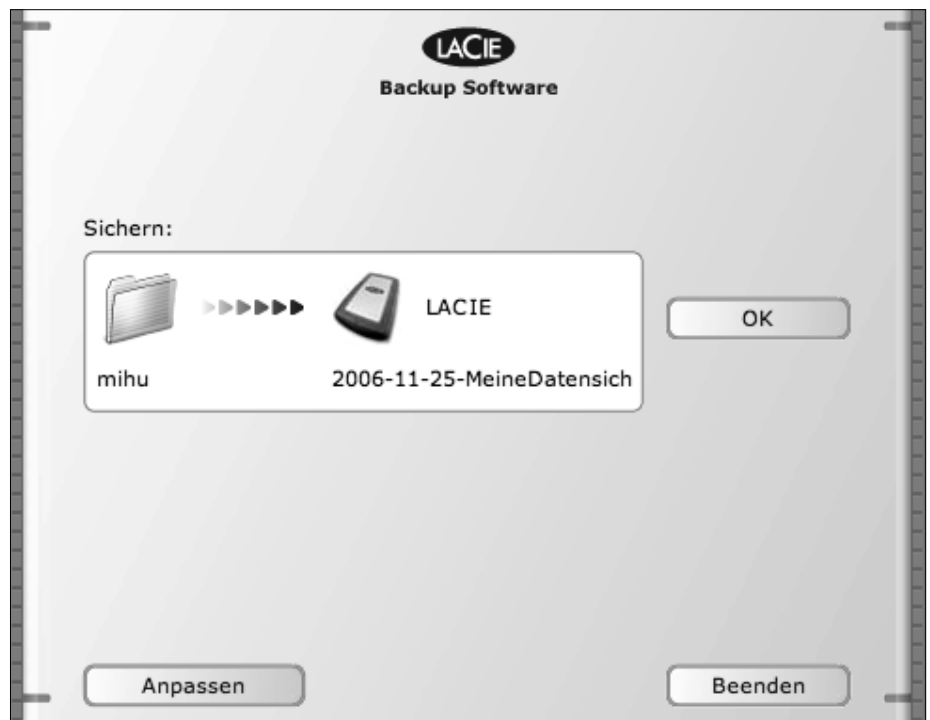 LACIE
Backup Software
Sichern:
LACIE
OK
mihu
2006-11-25-MeineDatensich
Anpassen
Beenden